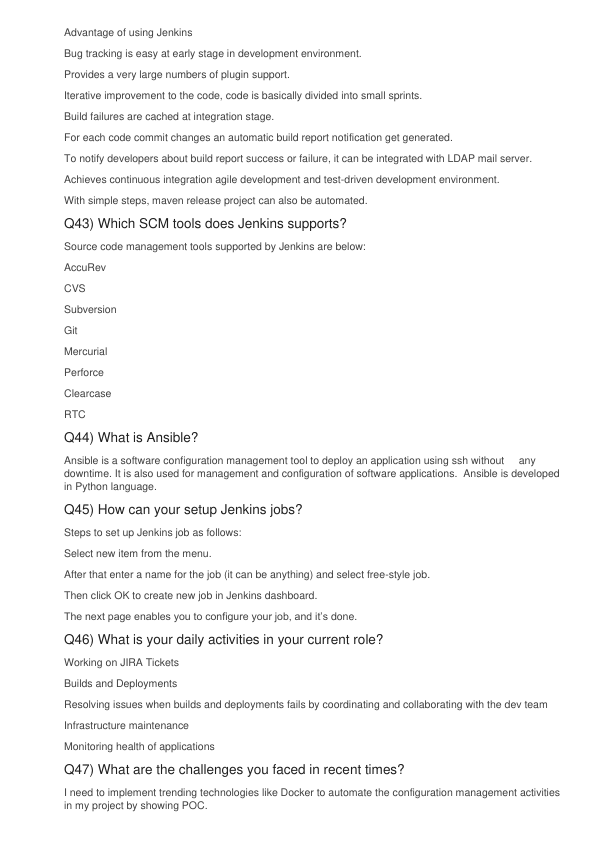 Advantage of using Jenkins
Bug tracking is easy at early stage in development environment.
Provides a very large numbers of plugin support.
Iterative improvement to the code, code is basically divided into small sprints.
Build failures are cached at integration stage.
For each code commit changes an automatic build report notification get generated.
To notify developers about build report success or failure, it can be integrated with LDAP mail server.
Achieves continuous integration agile development and test-driven development environment.
With simple steps, maven release project can also be automated.
Q43) Which SCM tools does Jenkins supports?
Source code management tools supported by Jenkins are below:
AccuRev
CVS
Subversion
Git
Mercurial
Perforce
Clearcase
RTC
Q44) What is Ansible?
Ansible is a software configuration management tool to deploy an application using ssh without any
downtime. It is also used for management and configuration of software applications. Ansible is developed
in Python language.
Q45) How can your setup Jenkins jobs?
Steps to set up Jenkins job as follows:
Select new item from the menu.
After that enter a name for the job (it can be anything) and select free-style job.
Then click OK to create new job in Jenkins dashboard.
The next page enables you to configure your job, and it's done.
Q46) What is your daily activities in your current role?
Working on JIRA Tickets
Builds and Deployments
Resolving issues when builds and deployments fails by coordinating and collaborating with the dev team
Infrastructure maintenance
Monitoring health of applications
Q47) What are the challenges you faced in recent times?
I need to implement trending technologies like Docker to automate the configuration management activities
in my project by showing POC.